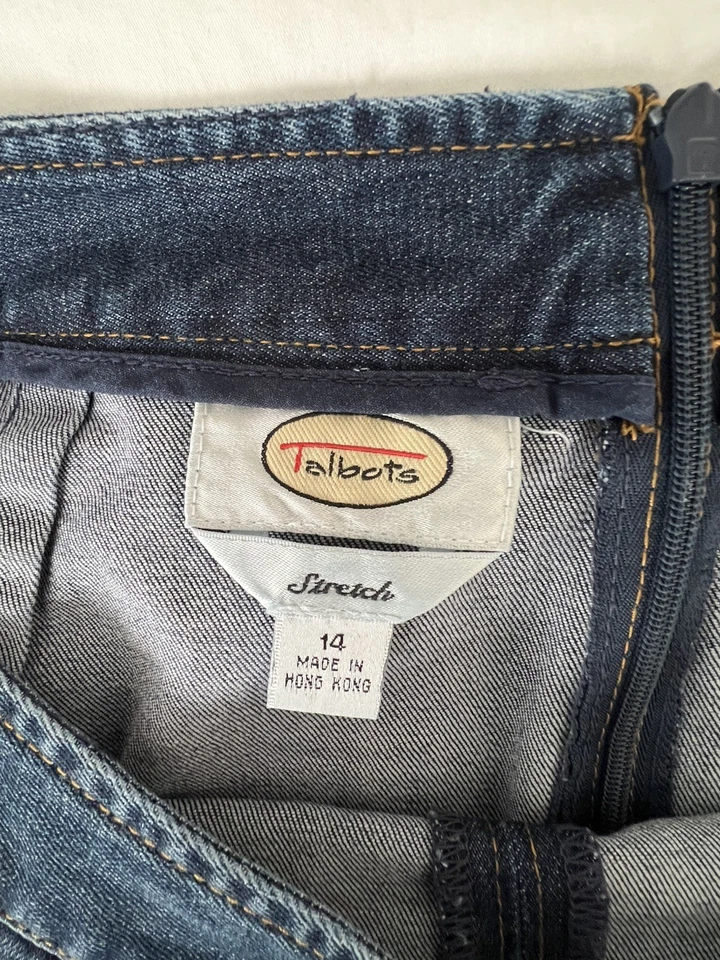 Talbots
Stretch
14
MADE IN
HONG KONG